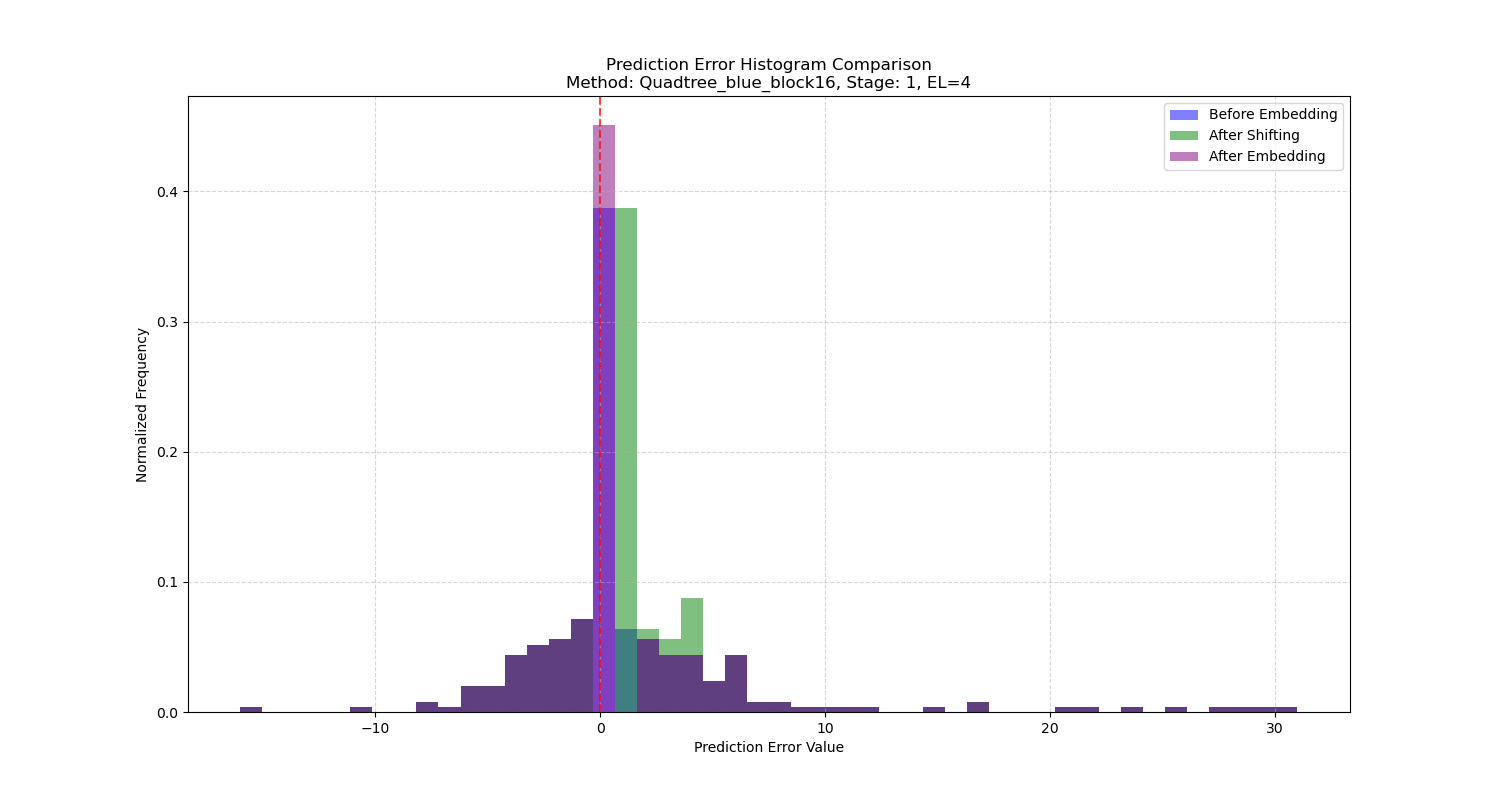 Prediction Error Histogram Comparison
Method: Quadtree_blue_block16, Stage: 1, EL=4
Before Embedding
After Shifting
After Embedding
Normalized Frequency
0.4
0.3
0.2
0.1
0.0
−10
0
10
20
30
Prediction Error Value